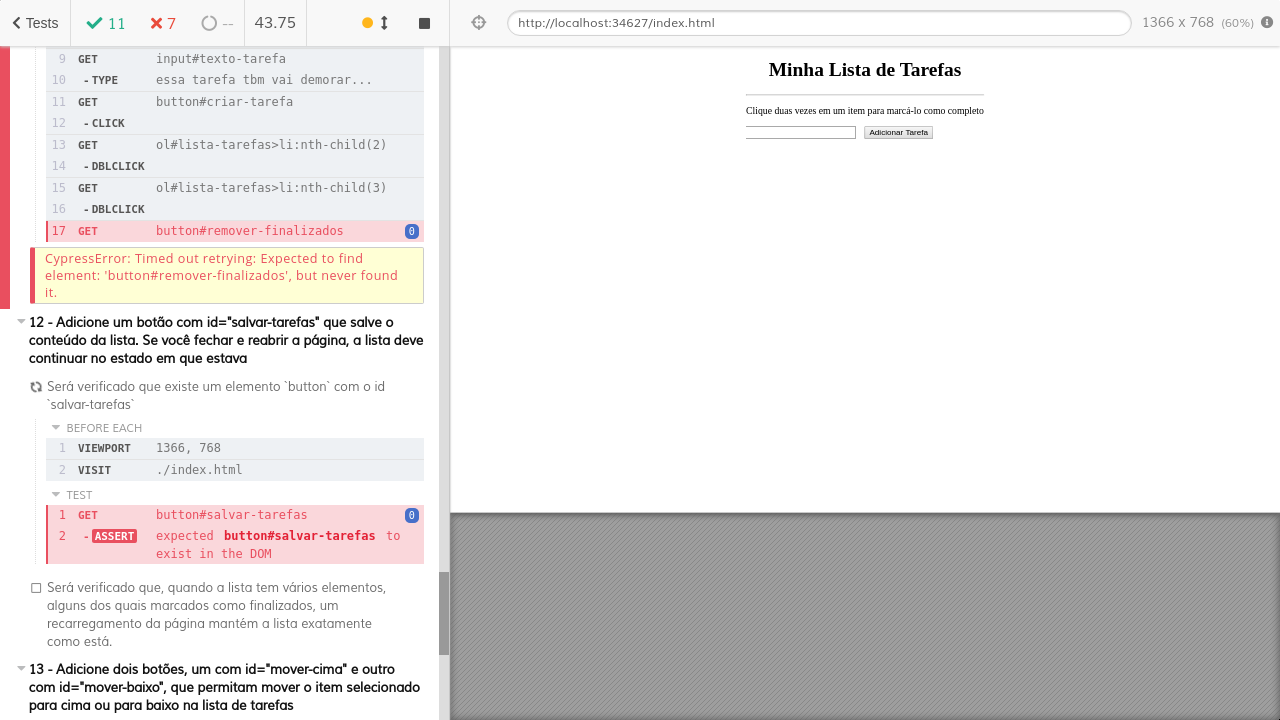 Tests 11 7 -- 43.75
http://localhost:34627/index.html 1366 x 768 (60%)
9 GET input#texto-tarefa
10 -TYPE essa tarefa tbm vai demorar...
11 GET button#criar-tarefa
12 -CLICK
13 GET ol#lista-tarefas>li:nth-child(2)
14 -DBLCLICK
15 GET ol#lista-tarefas>li:nth-child(3)
16 -DBLCLICK
17 GET button#remover-finalizados 0
CypressError: Timed out retrying: Expected to find
element: 'button#remover-finalizados', but never found
it.
12 - Adicione um botão com id="salvar-tarefas" que salve o
conteúdo da lista. Se você fechar e reabrir a página, a lista deve
continuar no estado em que estava
Será verificado que existe um elemento `button` com o id
`salvar-tarefas`
BEFORE EACH
1 VIEWPORT 1366, 768
2 VISIT ./index.html
TEST
1 GET button#salvar-tarefas 0
2 -ASSERT expected button#salvar-tarefas to
exist in the DOM
Será verificado que, quando a lista tem vários elementos,
alguns dos quais marcados como finalizados, um
recarregamento da página mantém a lista exatamente
como está.
13 - Adicione dois botões, um com id="mover-cima" e outro
com id="mover-baixo", que permitam mover o item selecionado
para cima ou para baixo na lista de tarefas
Minha Lista de Tarefas
Clique duas vezes em um item para marcá-lo como completo
Adicionar Tarefa